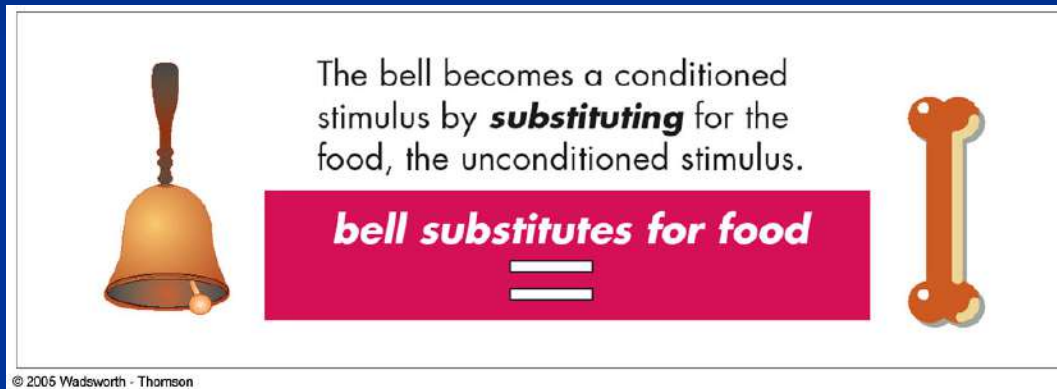 The bell becomes a conditioned
stimulus by substituting for the
food, the unconditioned stimulus.
bell substitutes for food
=
© 2005 Wadsworth - Thomson